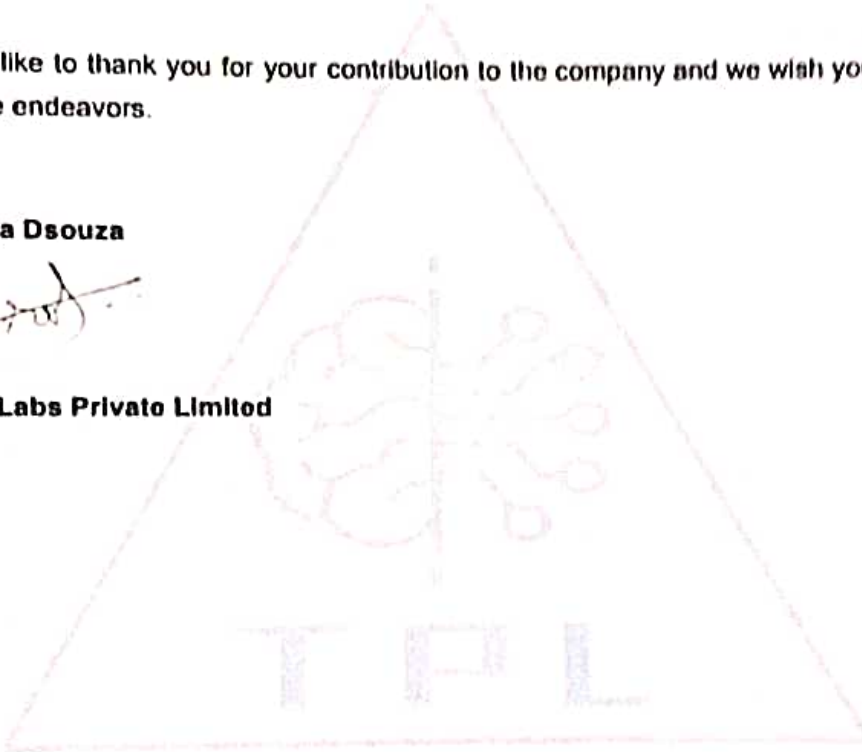 like to thank you for your contribution to the company and we wish yo
e endeavors.
a Dsouza
Labs Private Limited
TPL